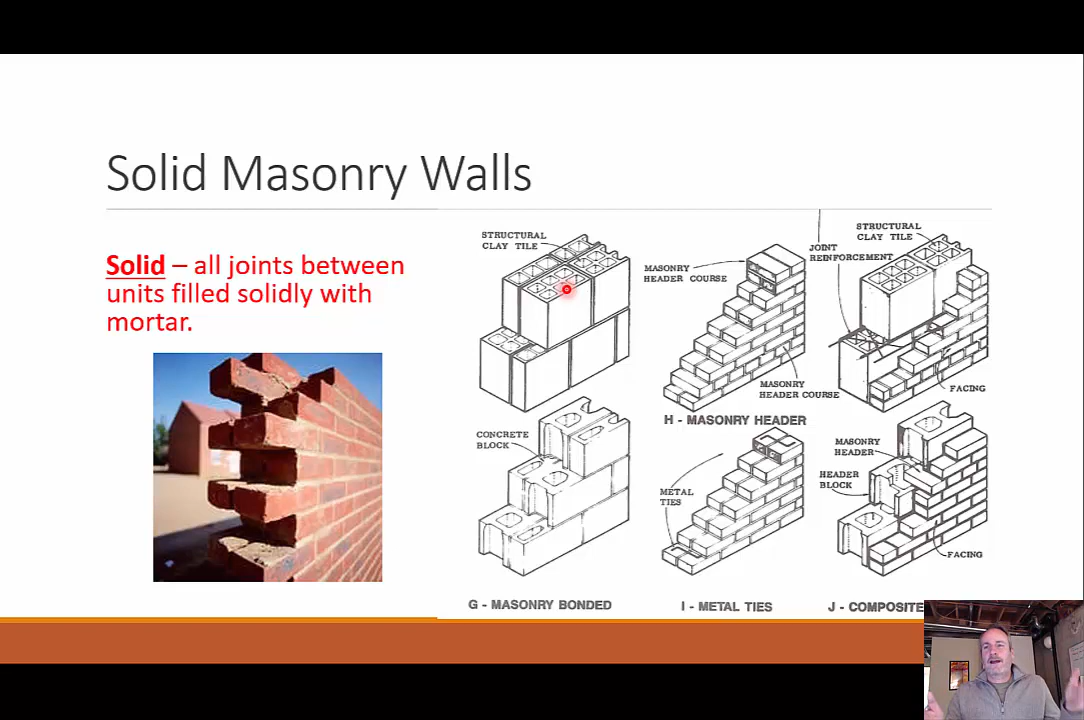 Solid Masonry Walls
Solid – all joints between
units filled solidly with
mortar.
STRUCTURAL
CLAY TILE
MASONRY
HEADER COURSE
JOINT
REINFORCEMENT
STRUCTURAL
CLAY TILE
MASONRY
HEADER COURSE
FACING
H - MASONRY HEADER
CONCRETE
BLOCK
METAL
TIES
MASONRY
HEADER
HEADER
BLOCK
FACING
G - MASONRY BONDED
I - METAL TIES
J - COMPOSITE